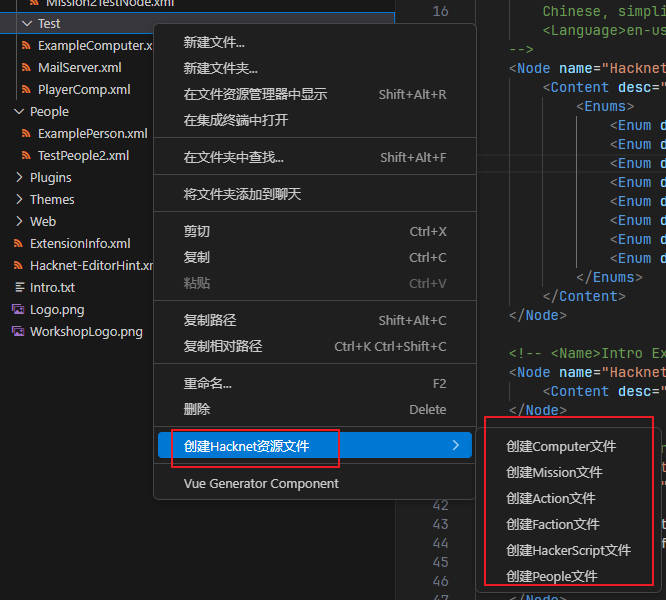 Mission2TestNode.xml
Test
ExampleComputer.x
MailServer.xml
PlayerComp.xml
People
ExamplePerson.xml
TestPeople2.xml
Plugins
Themes
Web
ExtensionInfo.xml
Hacknet-EditorHint.xr
Intro.txt
Logo.png
WorkshopLogo.png
新建文件...
新建文件夹...
在文件资源管理器中显示 Shift+Alt+R
在集成终端中打开
在文件夹中查找... Shift+Alt+F
将文件夹添加到聊天
剪切 Ctrl+X
复制 Ctrl+C
粘贴 Ctrl+V
复制路径 Shift+Alt+C
复制相对路径 Ctrl+K Ctrl+Shift+C
重命名... F2
删除 Delete
创建Hacknet资源文件
Vue Generator Component
创建Computer文件
创建Mission文件
创建Action文件
创建Faction文件
创建HackerScript文件
创建People文件
16 Chinese, simpli
<Language>en-us
-->
<Node name="Hacknet
<Content desc="
<Enums>
<Enum d
<Enum d
<Enum d
<Enum d
<Enum d
<Enum d
<Enum d
<Enum d
</Enums>
</Content>
</Node>
<!-- <Name>Intro Ex
<Node name="Hacknet
<Content desc="
</Node>
42
43
44
45
46
47 </Node>